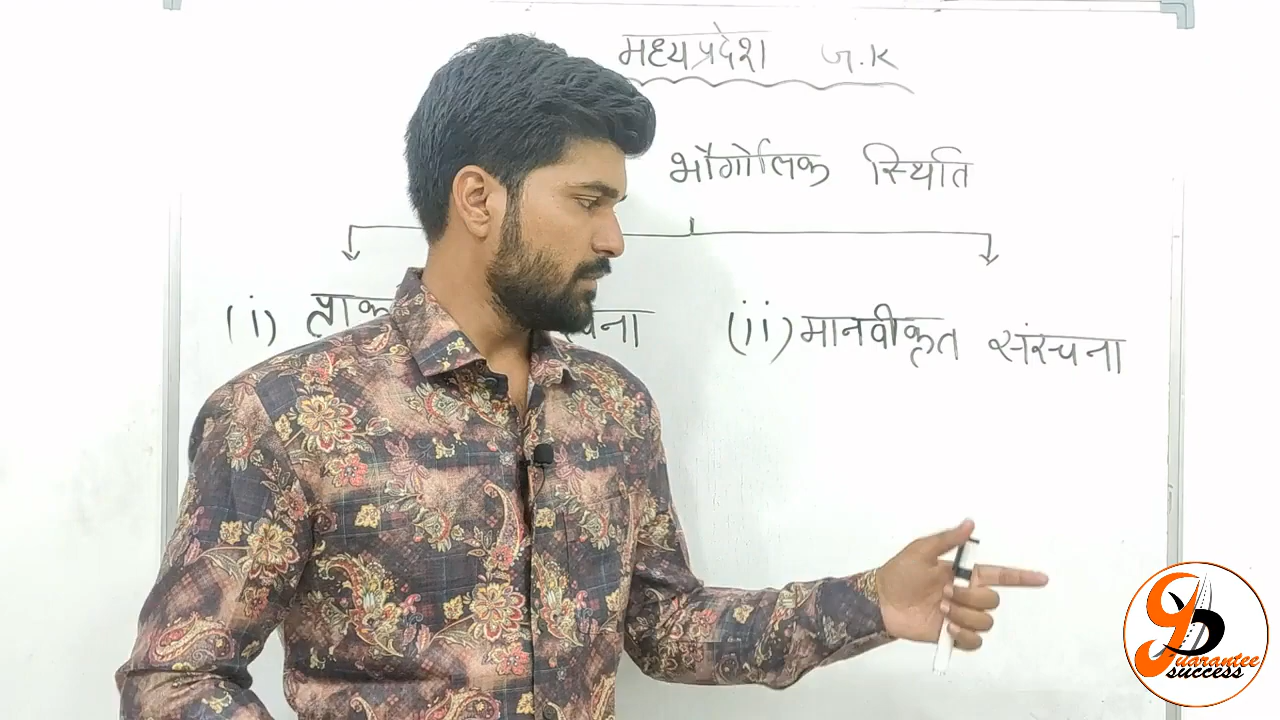 मध्यप्रदेश G.K
भौगोलिक स्थिति
(i)
(ii) मानवीकृत संरचना
Guarantee
success